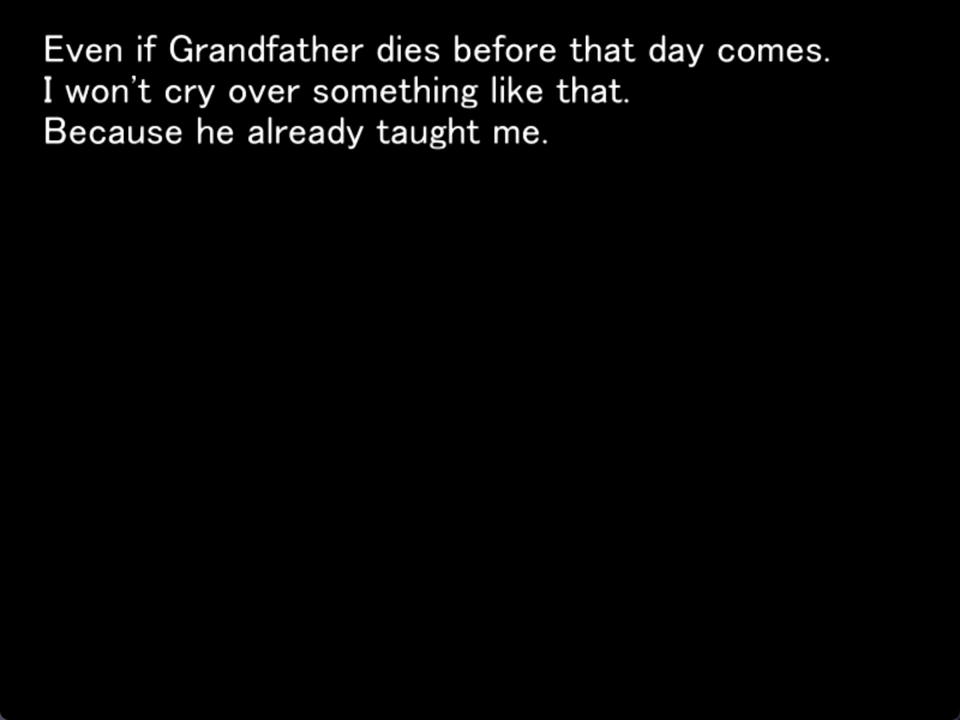 Even if Grandfather dies before that day comes.
I won't cry over something like that.
Because he already taught me.